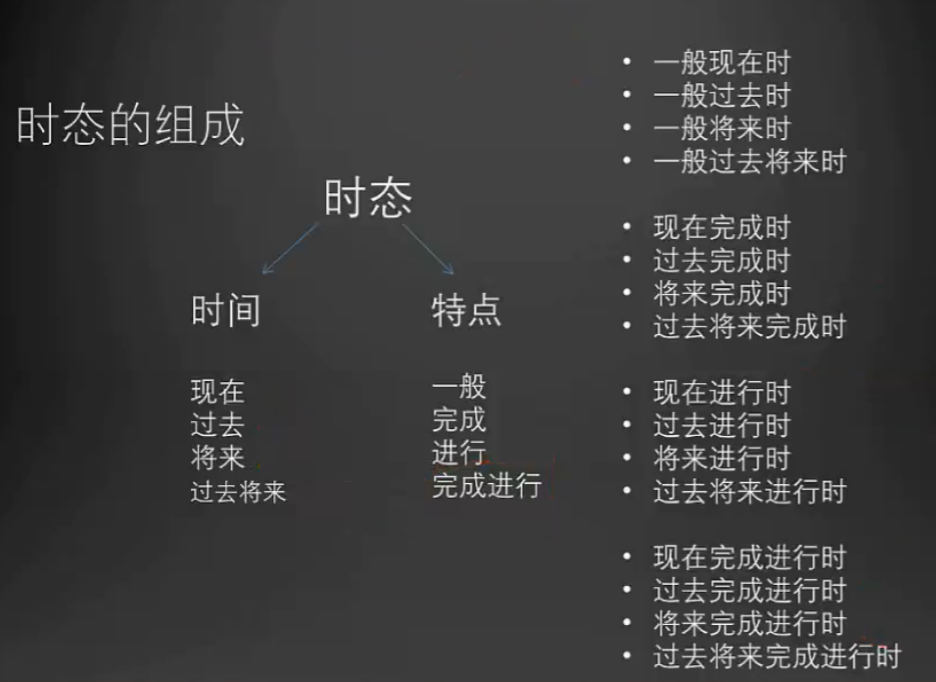 时态的组成
时态
时间
现在
过去
将来
过去将来
特点
一般
完成
进行
完成进行
• 一般现在时
• 一般过去时
• 一般将来时
• 一般过去将来时
• 现在完成时
• 过去完成时
• 将来完成时
• 过去将来完成时
• 现在进行时
• 过去进行时
• 将来进行时
• 过去将来进行时
• 现在完成进行时
• 过去完成进行时
• 将来完成进行时
• 过去将来完成进行时